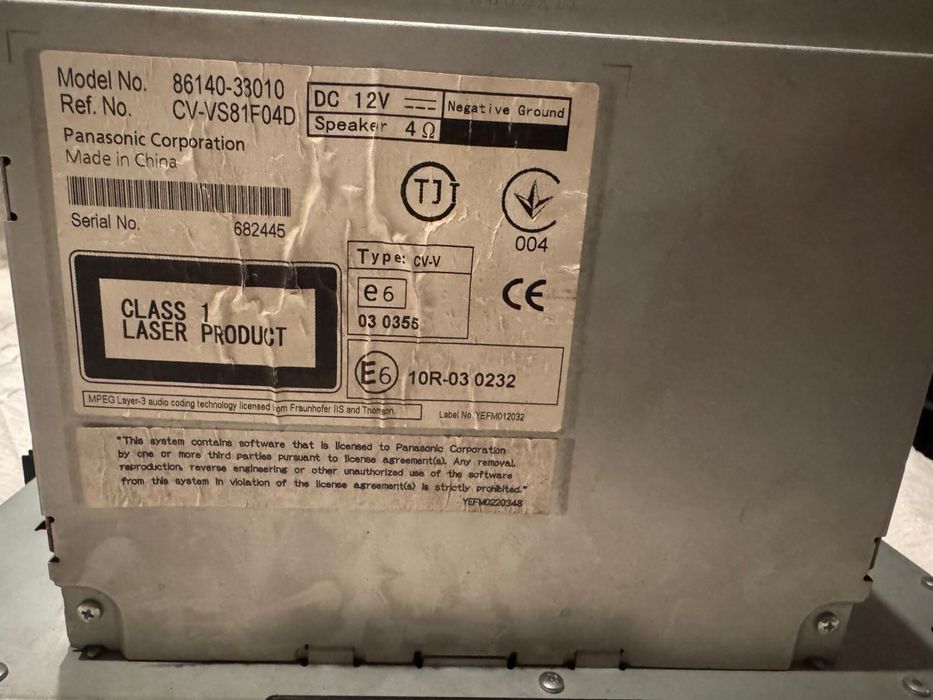 Model No. 86140-33010
Ref. No. CV-VS81F04D
Panasonic Corporation
Made in China
DC 12V
Negative Ground
Speaker 4Ω
Serial No. 682445
TJ
004
CLASS 1
LASER PRODUCT
Type: CV-V
e6
03 0355
CE
E6 10R-03 0232
MPEG Layer-3 audio coding technology licensed from Fraunhofer IIS and Thomson.
Label No. YEFM012032
"This system contains software that is licensed to Panasonic Corporation
by one or more third parties pursuant to license agreement(s). Any removal,
reproduction, reverse engineering or other unauthorized use of the software
from this system in violation of the license agreement(s) is strictly prohibited."
YEFM0220348